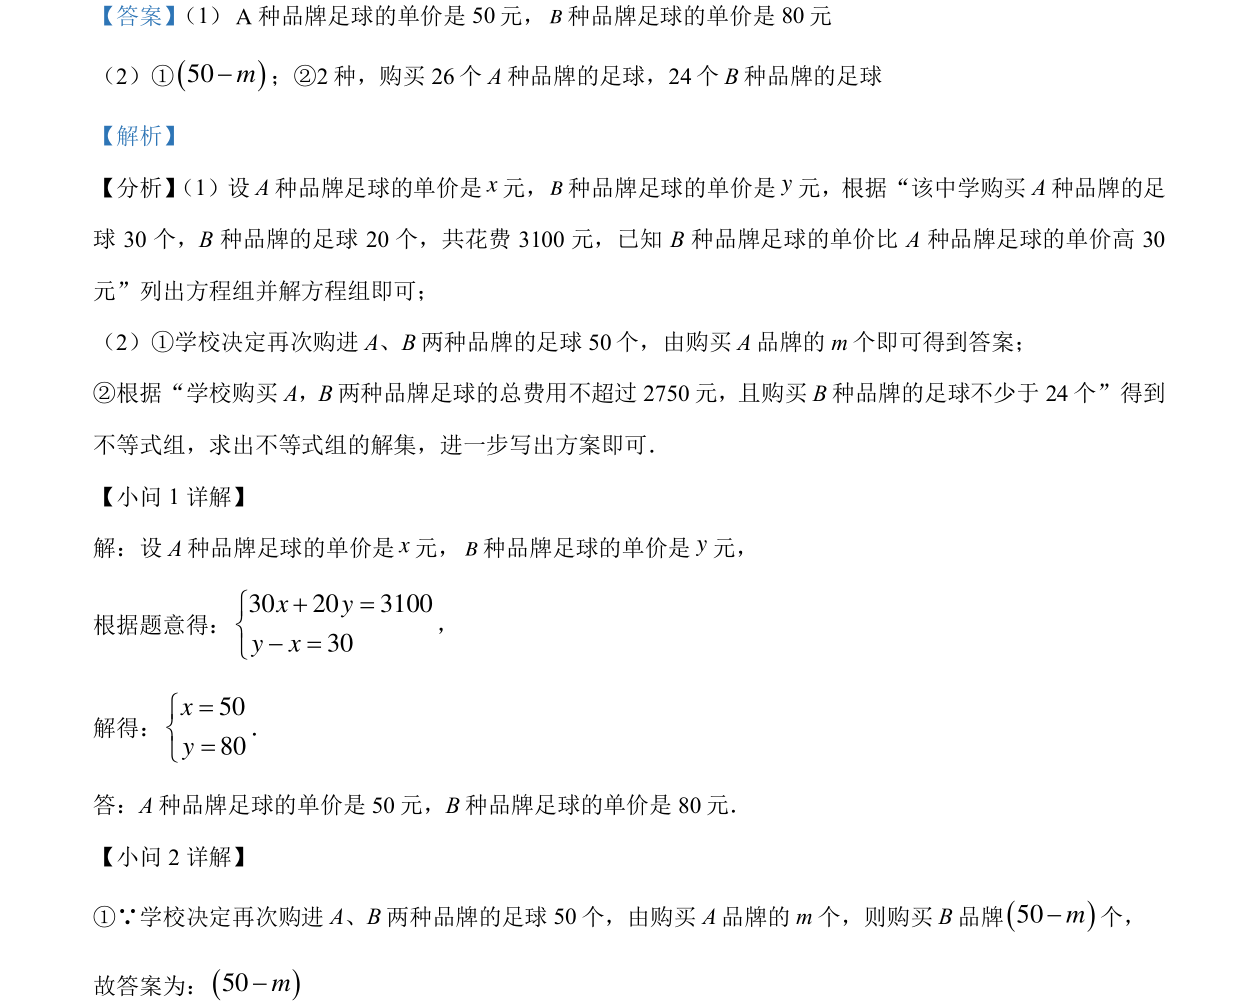 【答案】（1）A 种品牌足球的单价是 50 元，B 种品牌足球的单价是 80 元
（2）①(50−m)；②2 种，购买 26 个 A 种品牌的足球，24 个 B 种品牌的足球
【解析】
【分析】（1）设 A 种品牌足球的单价是 x 元，B 种品牌足球的单价是 y 元，根据“该中学购买 A 种品牌的足
球 30 个，B 种品牌的足球 20 个，共花费 3100 元，已知 B 种品牌足球的单价比 A 种品牌足球的单价高 30
元”列出方程组并解方程组即可；
（2）①学校决定再次购进 A、B 两种品牌的足球 50 个，由购买 A 品牌的 m 个即可得到答案；
②根据“学校购买 A，B 两种品牌足球的总费用不超过 2750 元，且购买 B 种品牌的足球不少于 24 个”得到
不等式组，求出不等式组的解集，进一步写出方案即可．
【小问 1 详解】
解：设 A 种品牌足球的单价是 x 元，B 种品牌足球的单价是 y 元，
根据题意得：{30x+20y=3100
y−x=30，
解得：{x=50
y=80．
答：A 种品牌足球的单价是 50 元，B 种品牌足球的单价是 80 元．
【小问 2 详解】
①∵学校决定再次购进 A、B 两种品牌的足球 50 个，由购买 A 品牌的 m 个，则购买 B 品牌(50−m)个，
故答案为：(50−m)